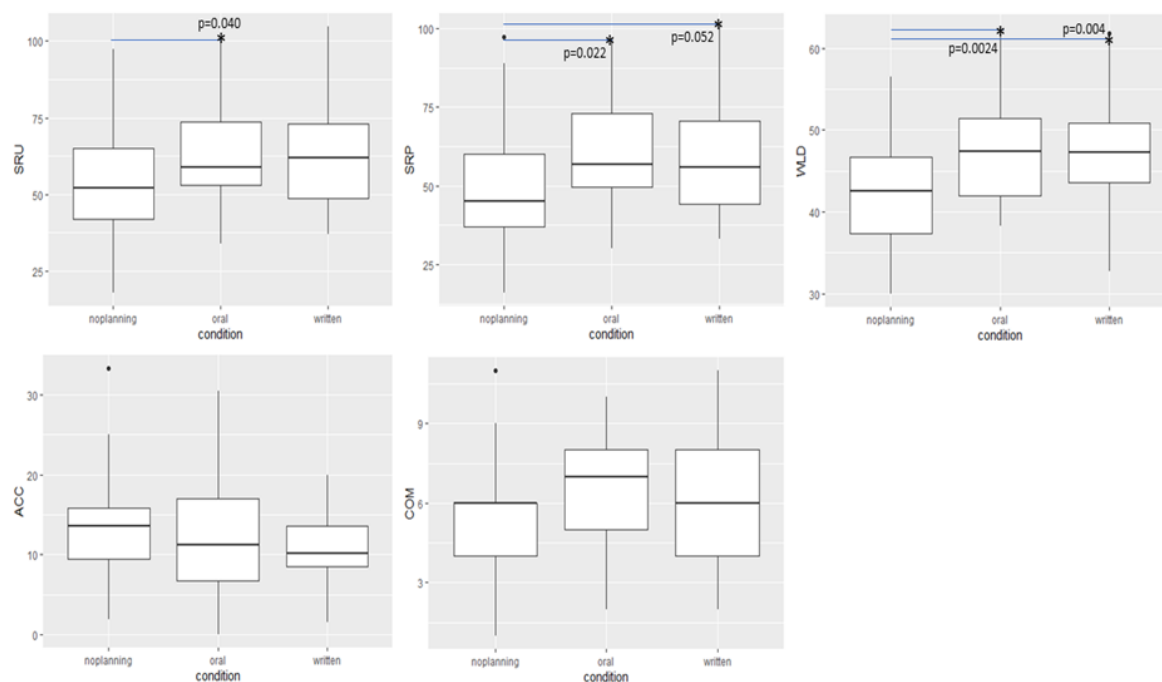 p=0.040
100
75
50
25
SRU
noplanning oral written
condition
p=0.052
p=0.022
100
75
50
25
SRP
noplanning oral written
condition
p=0.004
p=0.0024
60
50
40
30
WLD
noplanning oral written
condition
30
20
10
0
ACC
noplanning oral written
condition
9
6
3
COM
noplanning oral written
condition